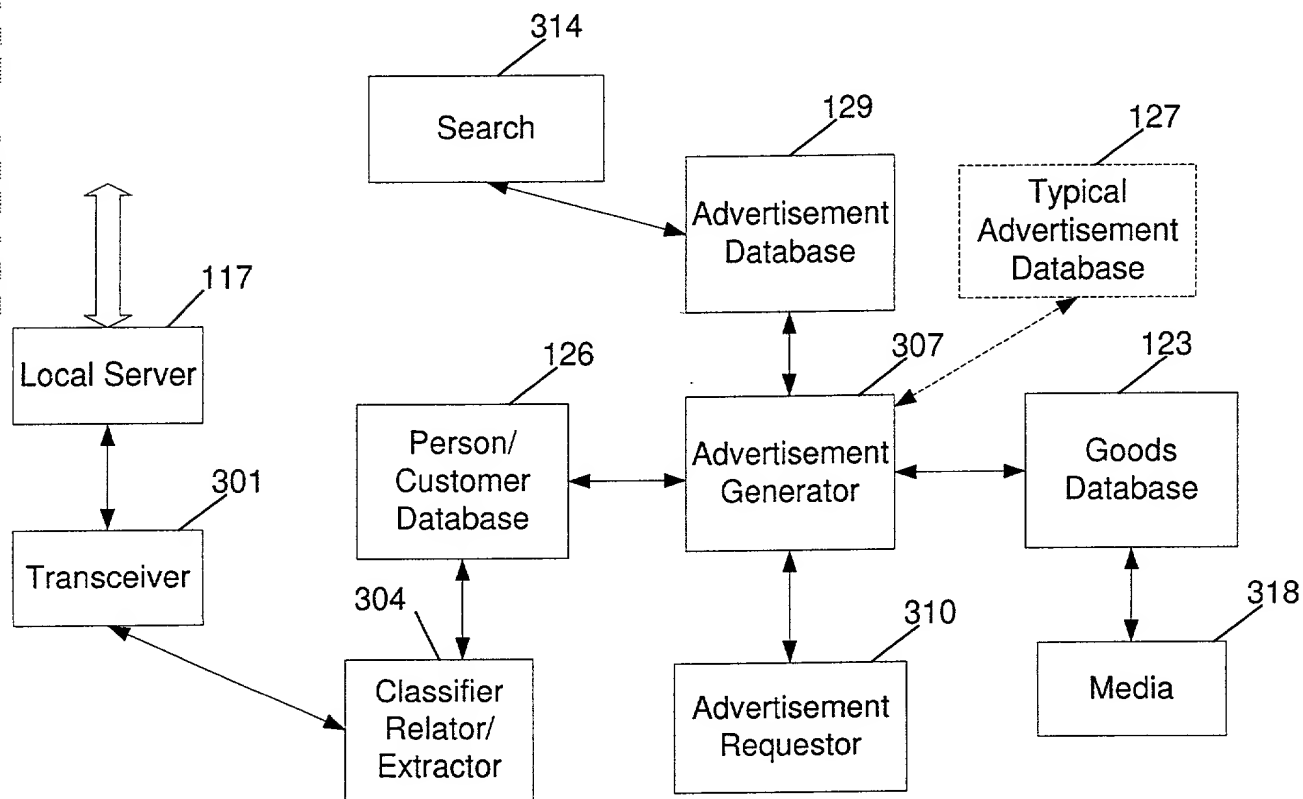 314
Search
129
Advertisement
Database
127
Typical
Advertisement
Database
117
Local Server
126
Person/
Customer
Database
307
Advertisement
Generator
123
Goods
Database
301
Transceiver
304
Classifier
Relator/
Extractor
310
Advertisement
Requestor
318
Media